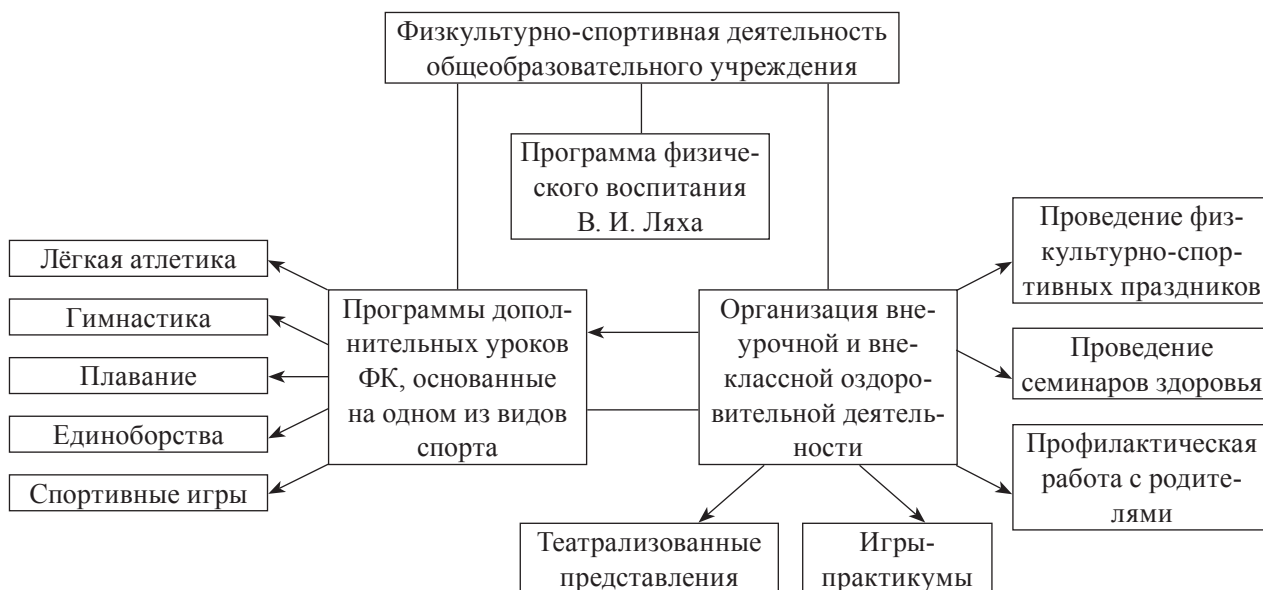 Физкультурно-спортивная деятельность
общеобразовательного учреждения
Программа физиче-
ского воспитания
В. И. Ляха
Лёгкая атлетика
Гимнастика
Плавание
Единоборства
Спортивные игры
Программы допол-
нительных уроков
ФК, основанные
на одном из видов
спорта
Организация вне-
урочной и вне-
классной оздоро-
вительной деятель-
ности
Проведение физ-
культурно-спор-
тивных праздников
Проведение
семинаров здоровья
Профилактическая
работа с родите-
лями
Театрализованные
представления
Игры-
практикумы